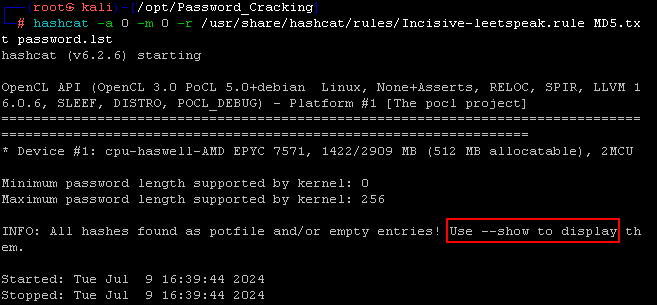 ┌──(root㉿kali)-[/opt/Password_Cracking]
└─# hashcat -a 0 -m 0 -r /usr/share/hashcat/rules/Incisive-leetspeak.rule MD5.tx
t password.lst
hashcat (v6.2.6) starting

OpenCL API (OpenCL 3.0 PoCL 5.0+debian  Linux, None+Asserts, RELOC, SPIR, LLVM 1
6.0.6, SLEEF, DISTRO, POCL_DEBUG) - Platform #1 [The pocl project]
================================================================================
==================================================================
* Device #1: cpu-haswell-AMD EPYC 7571, 1422/2909 MB (512 MB allocatable), 2MCU

Minimum password length supported by kernel: 0
Maximum password length supported by kernel: 256

INFO: All hashes found as potfile and/or empty entries! Use --show to display th
em.

Started: Tue Jul  9 16:39:44 2024
Stopped: Tue Jul  9 16:39:44 2024